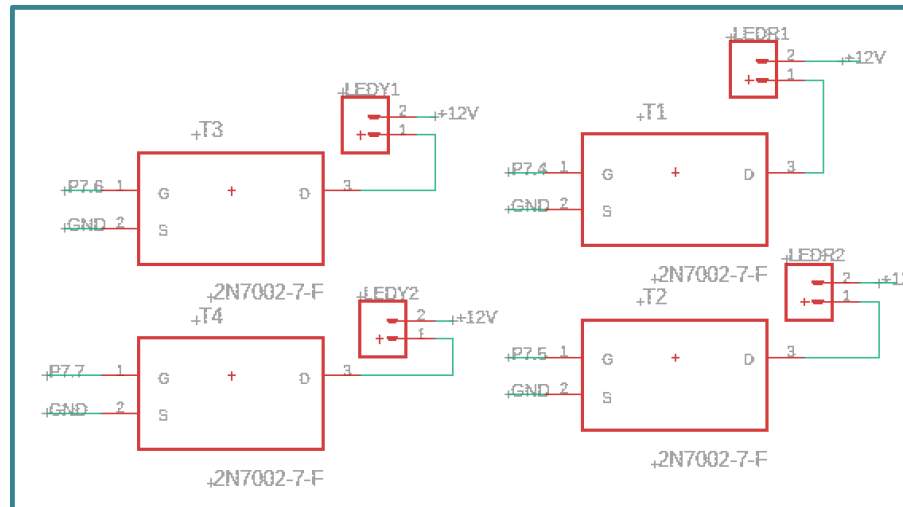 LEDY1
2
+12V
1
T3
P7.6 1 G D 3
GND 2 S
2N7002-7-F
LEDR1
2
+12V
1
T1
P7.4 1 G D 3
GND 2 S
2N7002-7-F
LEDY2
2
+12V
1
T4
P7.7 1 G D 3
GND 2 S
2N7002-7-F
LEDR2
2
+12
1
T2
P7.5 1 G D 3
GND 2 S
2N7002-7-F